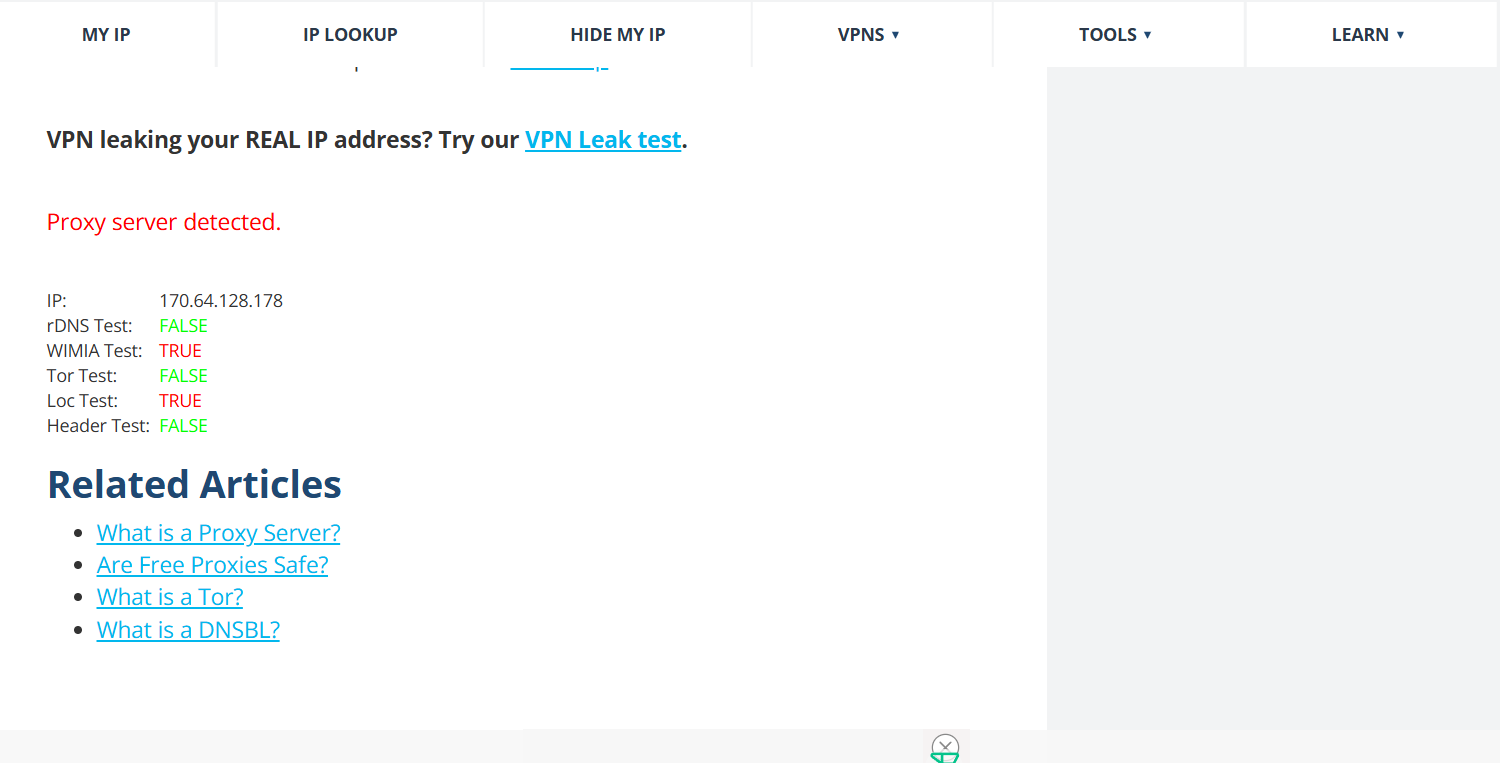 MY IP
IP LOOKUP
HIDE MY IP
VPNS ▼
TOOLS ▼
LEARN ▼
VPN leaking your REAL IP address? Try our VPN Leak test.
Proxy server detected.
IP: 170.64.128.178
rDNS Test: FALSE
WIMIA Test: TRUE
Tor Test: FALSE
Loc Test: TRUE
Header Test: FALSE
Related Articles
• What is a Proxy Server?
• Are Free Proxies Safe?
• What is a Tor?
• What is a DNSBL?